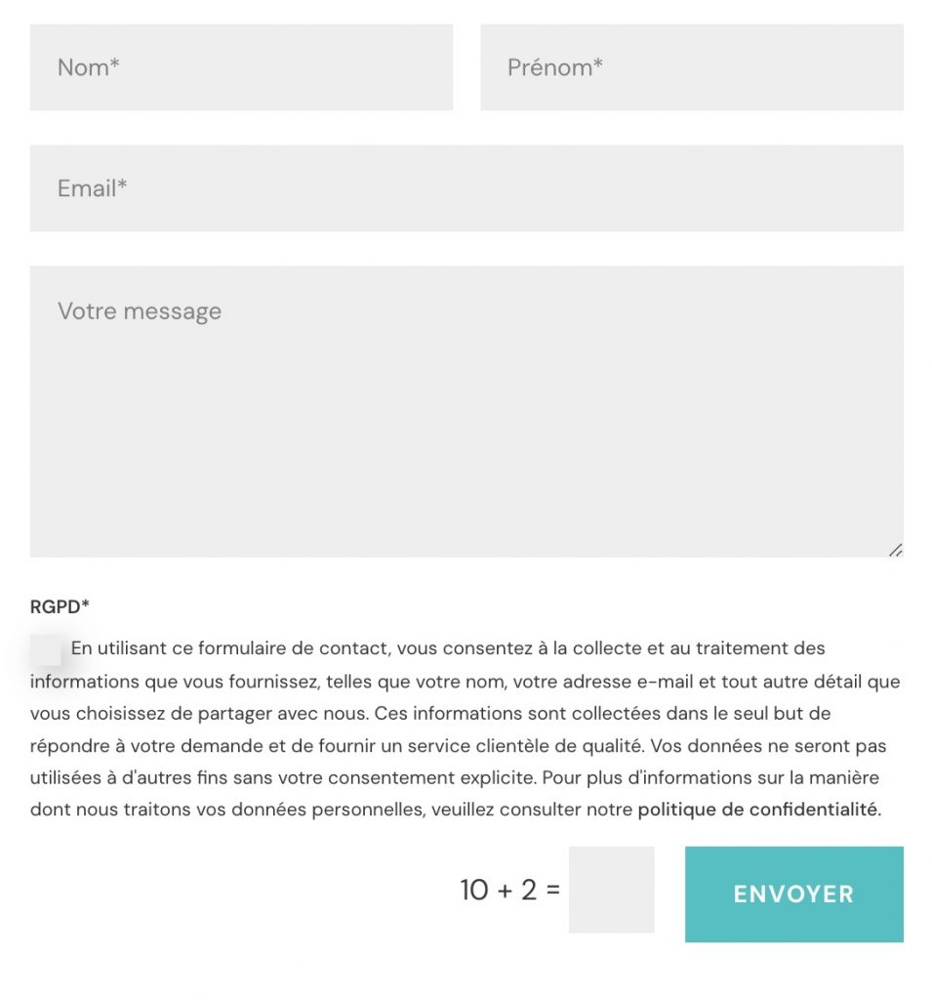 Nom*
Prénom*
Email*
Votre message
RGPD*
En utilisant ce formulaire de contact, vous consentez à la collecte et au traitement des
informations que vous fournissez, telles que votre nom, votre adresse e-mail et tout autre détail que
vous choisissez de partager avec nous. Ces informations sont collectées dans le seul but de
répondre à votre demande et de fournir un service clientèle de qualité. Vos données ne seront pas
utilisées à d'autres fins sans votre consentement explicite. Pour plus d'informations sur la manière
dont nous traitons vos données personnelles, veuillez consulter notre politique de confidentialité.
10 + 2 =
ENVOYER